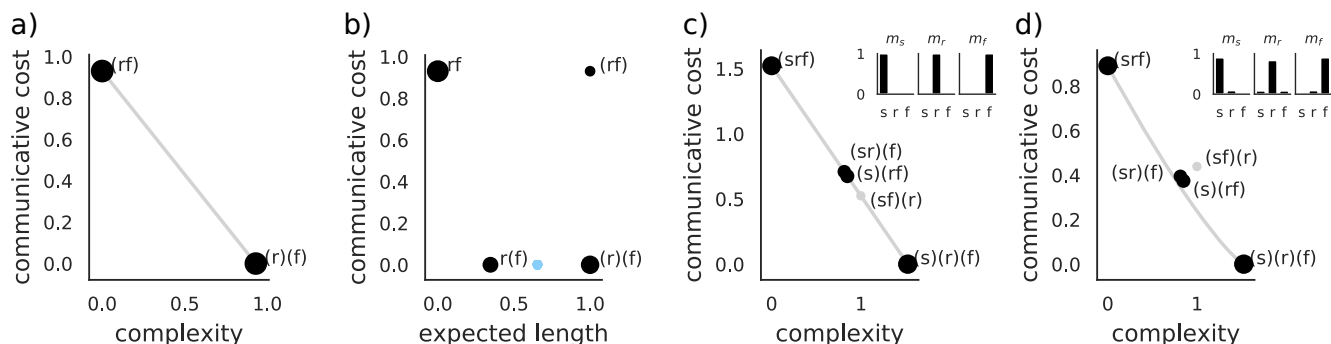 a)
communicative cost
1.0
0.8
0.6
0.4
0.2
0.0
(rf)
(r)(f)
0.0 0.5 1.0
complexity
b)
communicative cost
1.0
0.8
0.6
0.4
0.2
0.0
rf
(rf)
r(f)
(r)(f)
0.0 0.5 1.0
expected length
c)
communicative cost
1.5
1.0
0.5
0.0
(srf)
(sr)(f)
(s)(rf)
(sf)(r)
(s)(r)(f)
m_s m_r m_f
1
0
s r f s r f s r f
0 1
complexity
d)
communicative cost
0.8
0.6
0.4
0.2
0.0
(srf)
(sf)(r)
(sr)(f)
(s)(rf)
(s)(r)(f)
m_s m_r m_f
1
0
s r f s r f s r f
0 1
complexity